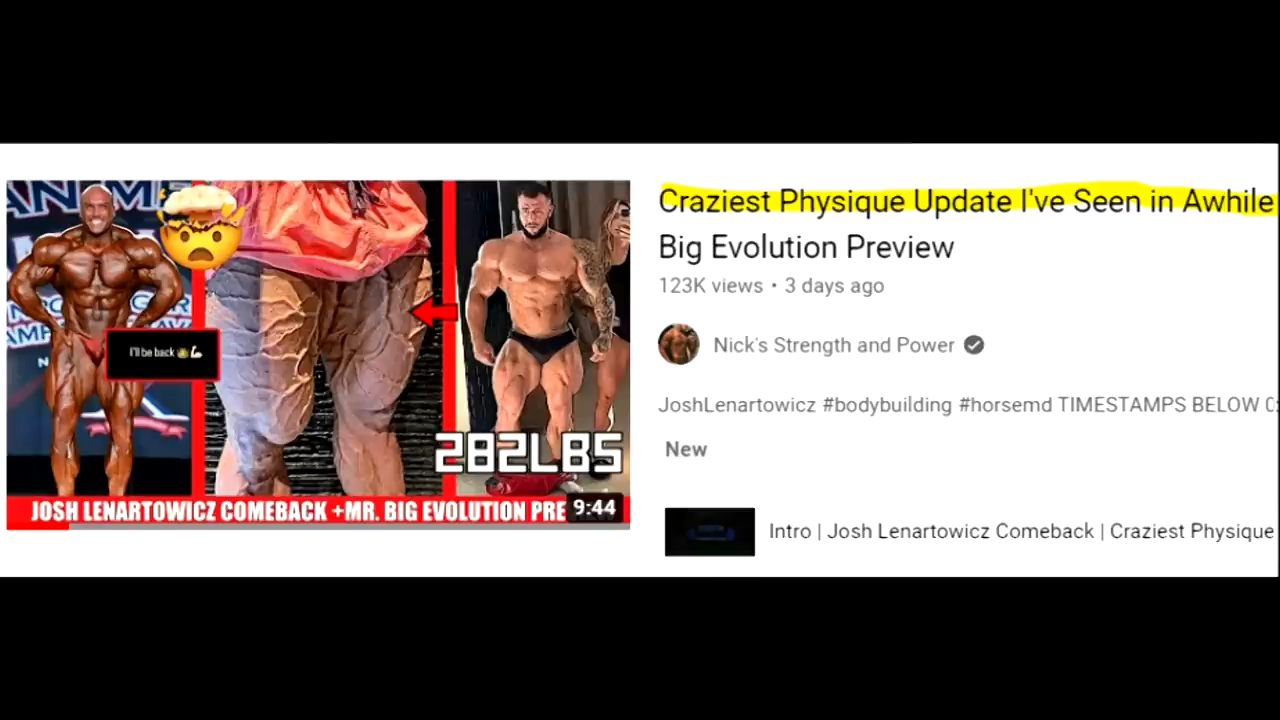 I'll be back
282LBS
JOSH LENARTOWICZ COMEBACK +MR. BIG EVOLUTION PRE
9:44
Craziest Physique Update I've Seen in Awhile
Big Evolution Preview
123K views • 3 days ago
Nick's Strength and Power
JoshLenartowicz #bodybuilding #horsemd TIMESTAMPS BELOW
New
Intro | Josh Lenartowicz Comeback | Craziest Physique